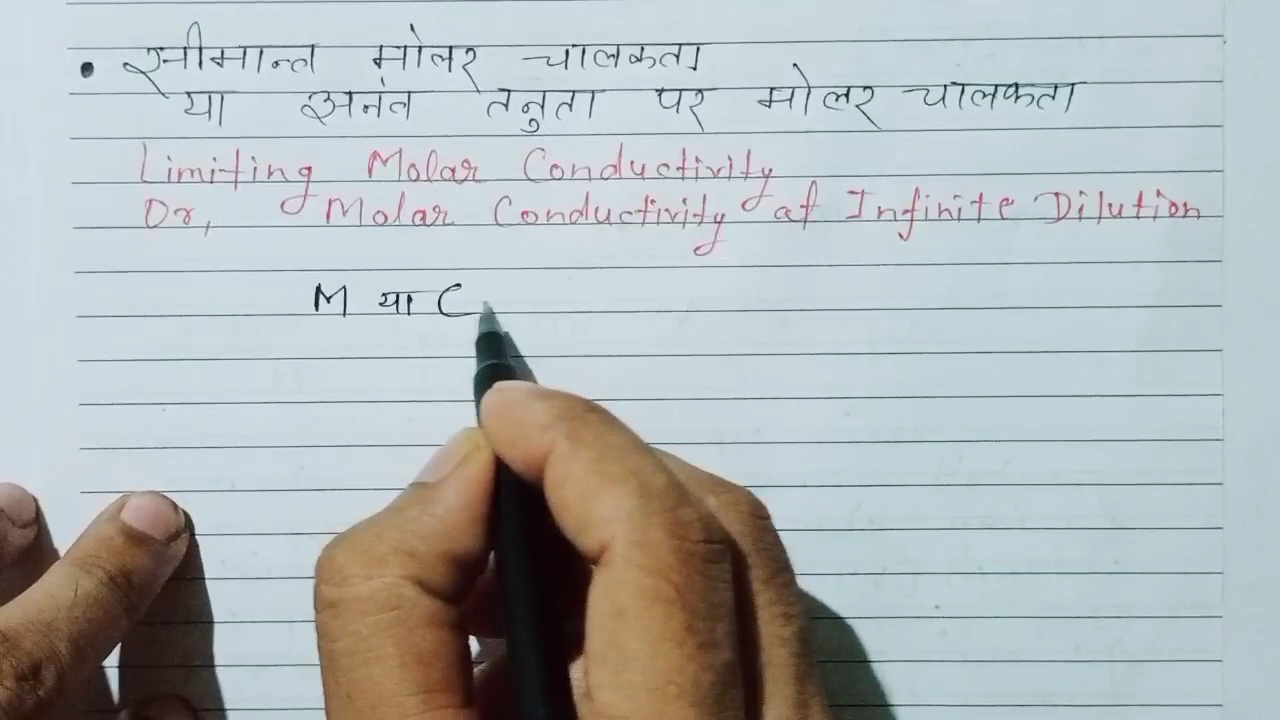 • सीमान्त मोलर चालकता
या अनंत तनुता पर मोलर चालकता
Limiting Molar Conductivity
Or, Molar Conductivity at Infinite Dilution
M या C